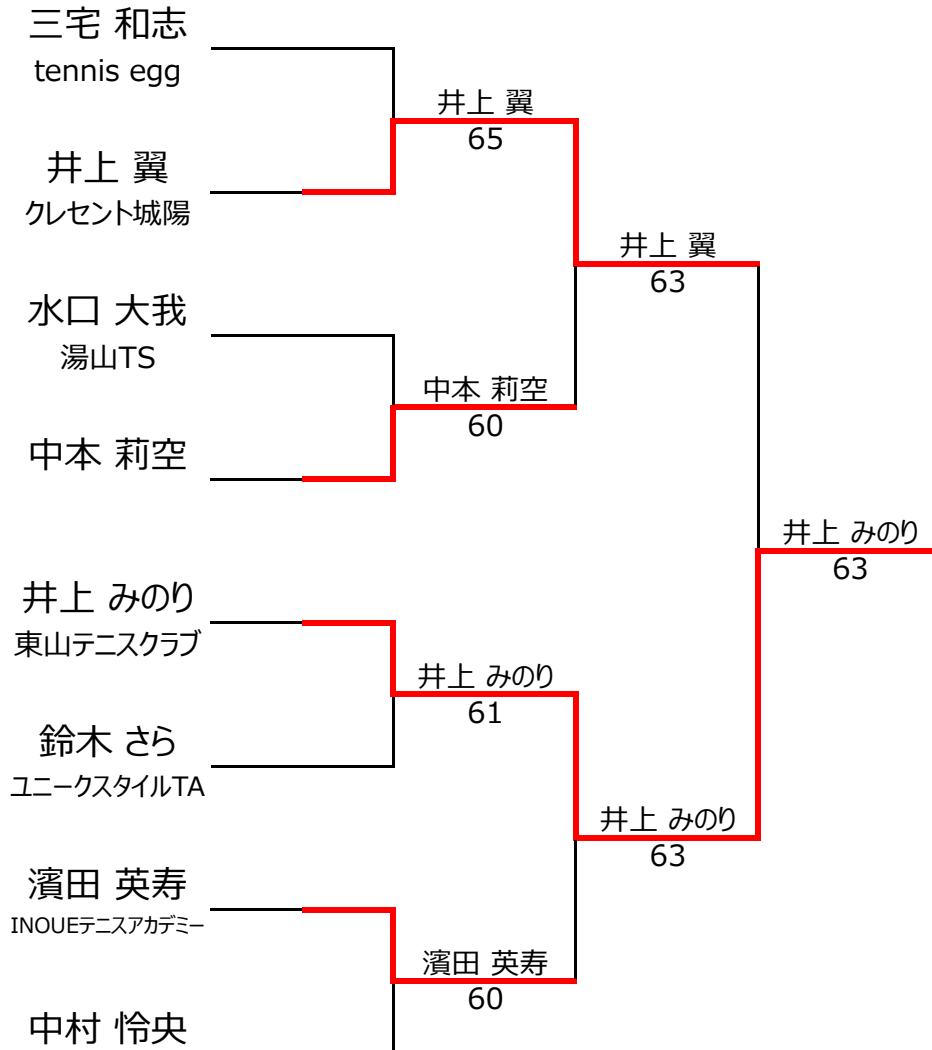 三宅 和志
tennis egg
井上 翼
65
井上 翼
クレセント城陽
井上 翼
63
水口 大我
湯山TS
中本 莉空
60
中本 莉空
井上 みのり
63
井上 みのり
東山テニスクラブ
井上 みのり
61
鈴木 さら
ユニークスタイルTA
井上 みのり
63
濱田 英寿
INOUEテニスアカデミー
濱田 英寿
60
中村 怜央